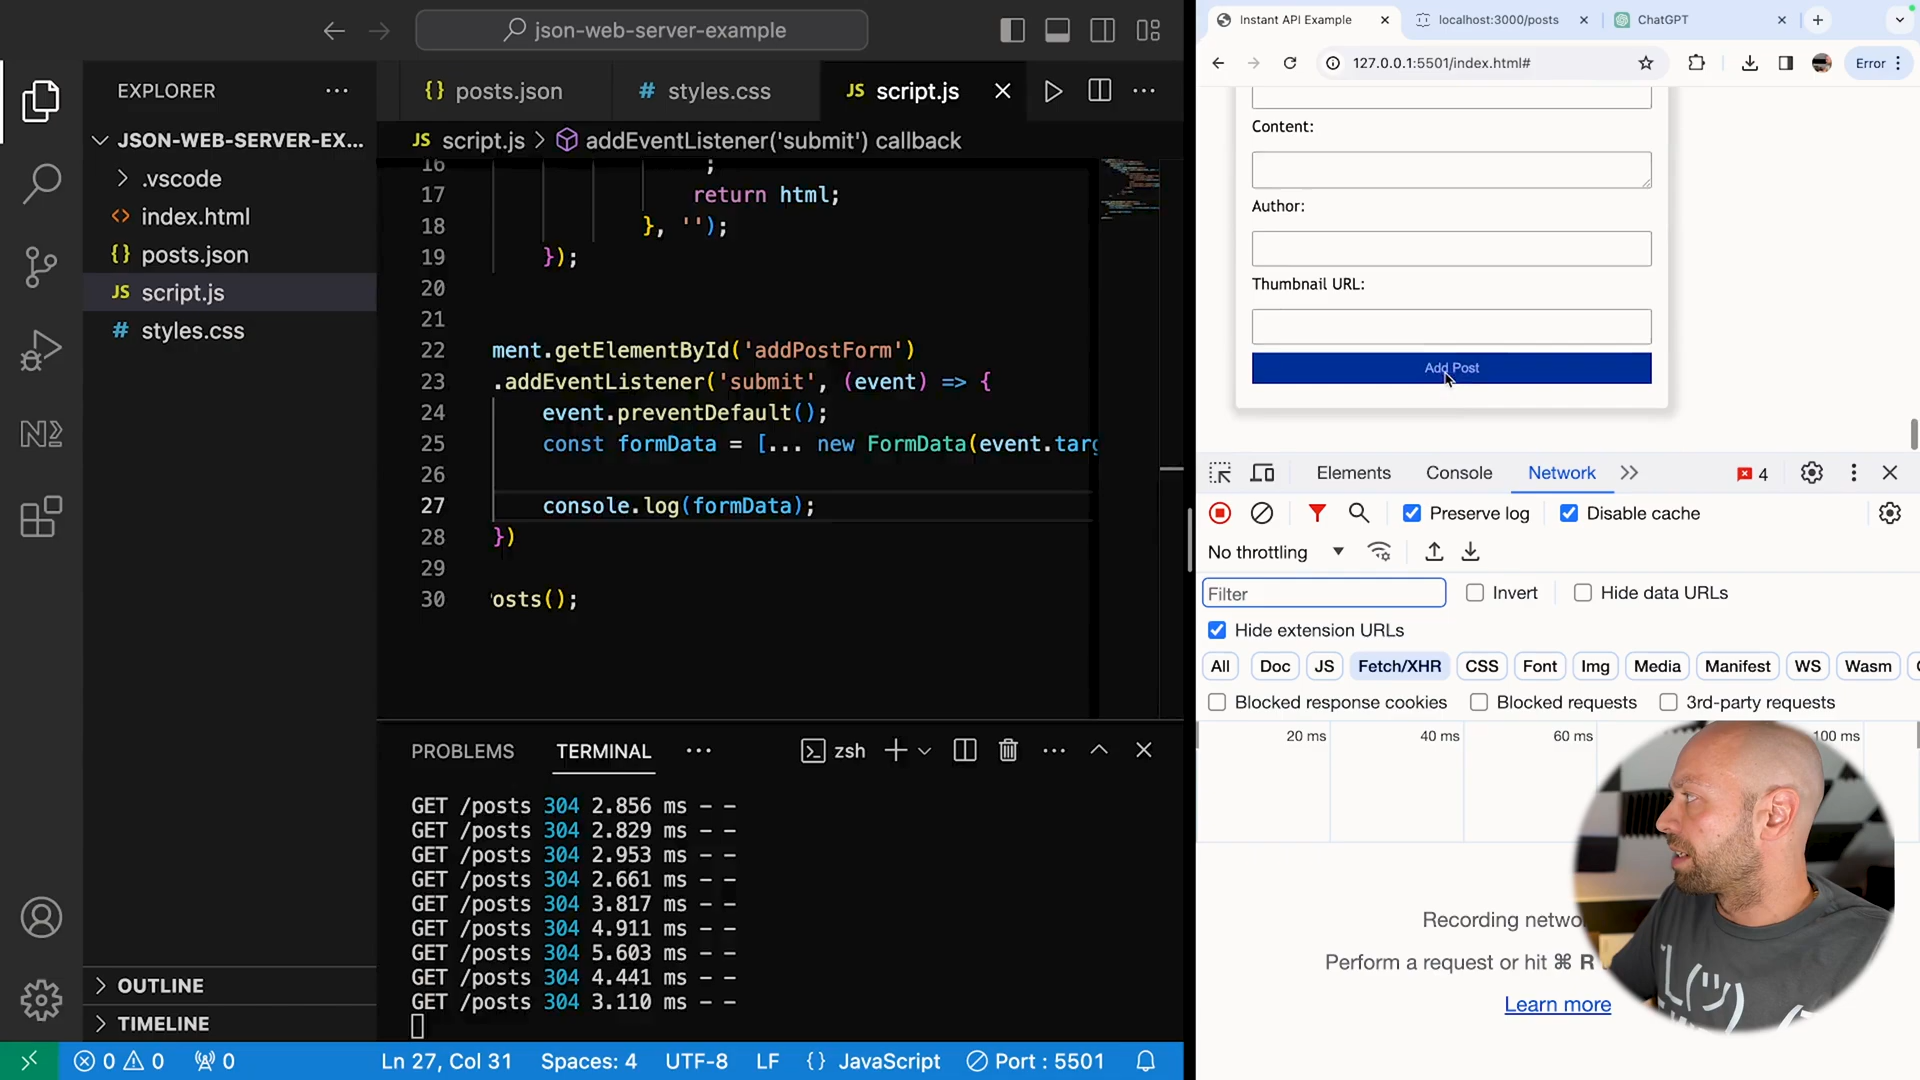 json-web-server-example
EXPLORER
JSON-WEB-SERVER-EX...
.vscode
index.html
posts.json
script.js
styles.css
OUTLINE
TIMELINE
{} posts.json
# styles.css
JS script.js
JS script.js > addEventListener('submit') callback
16 ;
17 return html;
18 }, '');
19 });
20
21
22 ment.getElementById('addPostForm')
23 .addEventListener('submit', (event) => {
24 event.preventDefault();
25 const formData = [... new FormData(event.targ
26
27 console.log(formData);
28 })
29
30 osts();
PROBLEMS TERMINAL zsh
GET /posts 304 2.856 ms - -
GET /posts 304 2.829 ms - -
GET /posts 304 2.953 ms - -
GET /posts 304 2.661 ms - -
GET /posts 304 3.817 ms - -
GET /posts 304 4.911 ms - -
GET /posts 304 5.603 ms - -
GET /posts 304 4.441 ms - -
GET /posts 304 3.110 ms - -
0 0 0 Ln 27, Col 31 Spaces: 4 UTF-8 LF {} JavaScript Port : 5501
Instant API Example localhost:3000/posts ChatGPT
127.0.0.1:5501/index.html# Error
Content:
Author:
Thumbnail URL:
Add Post
Elements Console Network 4
Preserve log Disable cache
No throttling
Filter Invert Hide data URLs
Hide extension URLs
All Doc JS Fetch/XHR CSS Font Img Media Manifest WS Wasm
Blocked response cookies Blocked requests 3rd-party requests
20 ms 40 ms 60 ms 100 ms
Recording netwo
Perform a request or hit ⌘ R
Learn more